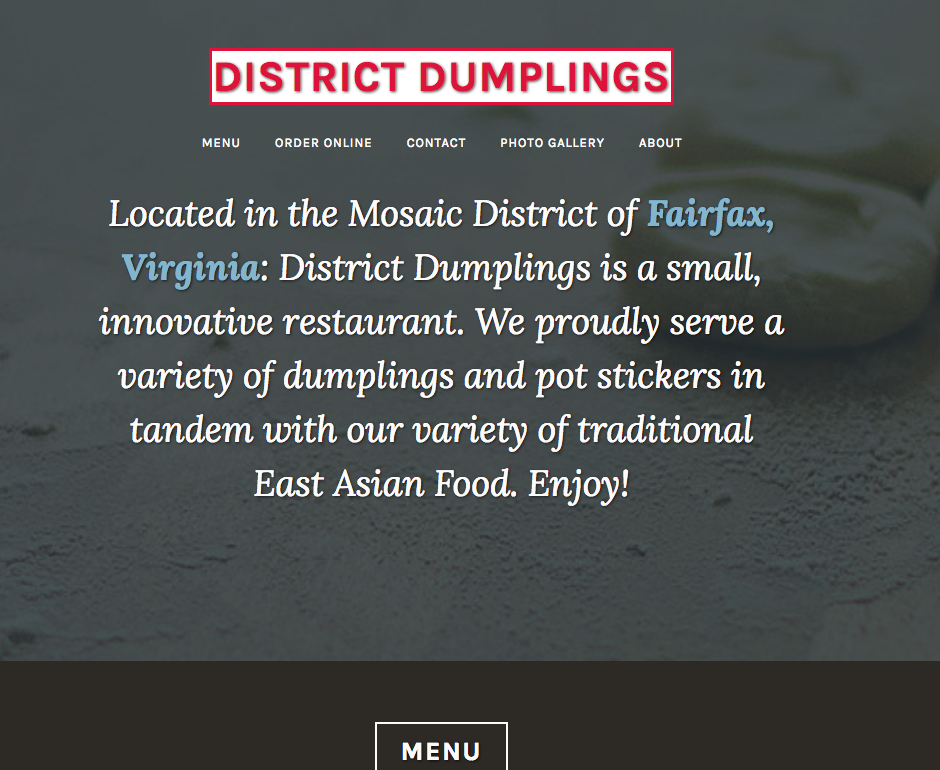 DISTRICT DUMPLINGS
MENU ORDER ONLINE CONTACT PHOTO GALLERY ABOUT
Located in the Mosaic District of Fairfax,
Virginia: District Dumplings is a small,
innovative restaurant. We proudly serve a
variety of dumplings and pot stickers in
tandem with our variety of traditional
East Asian Food. Enjoy!
MENU